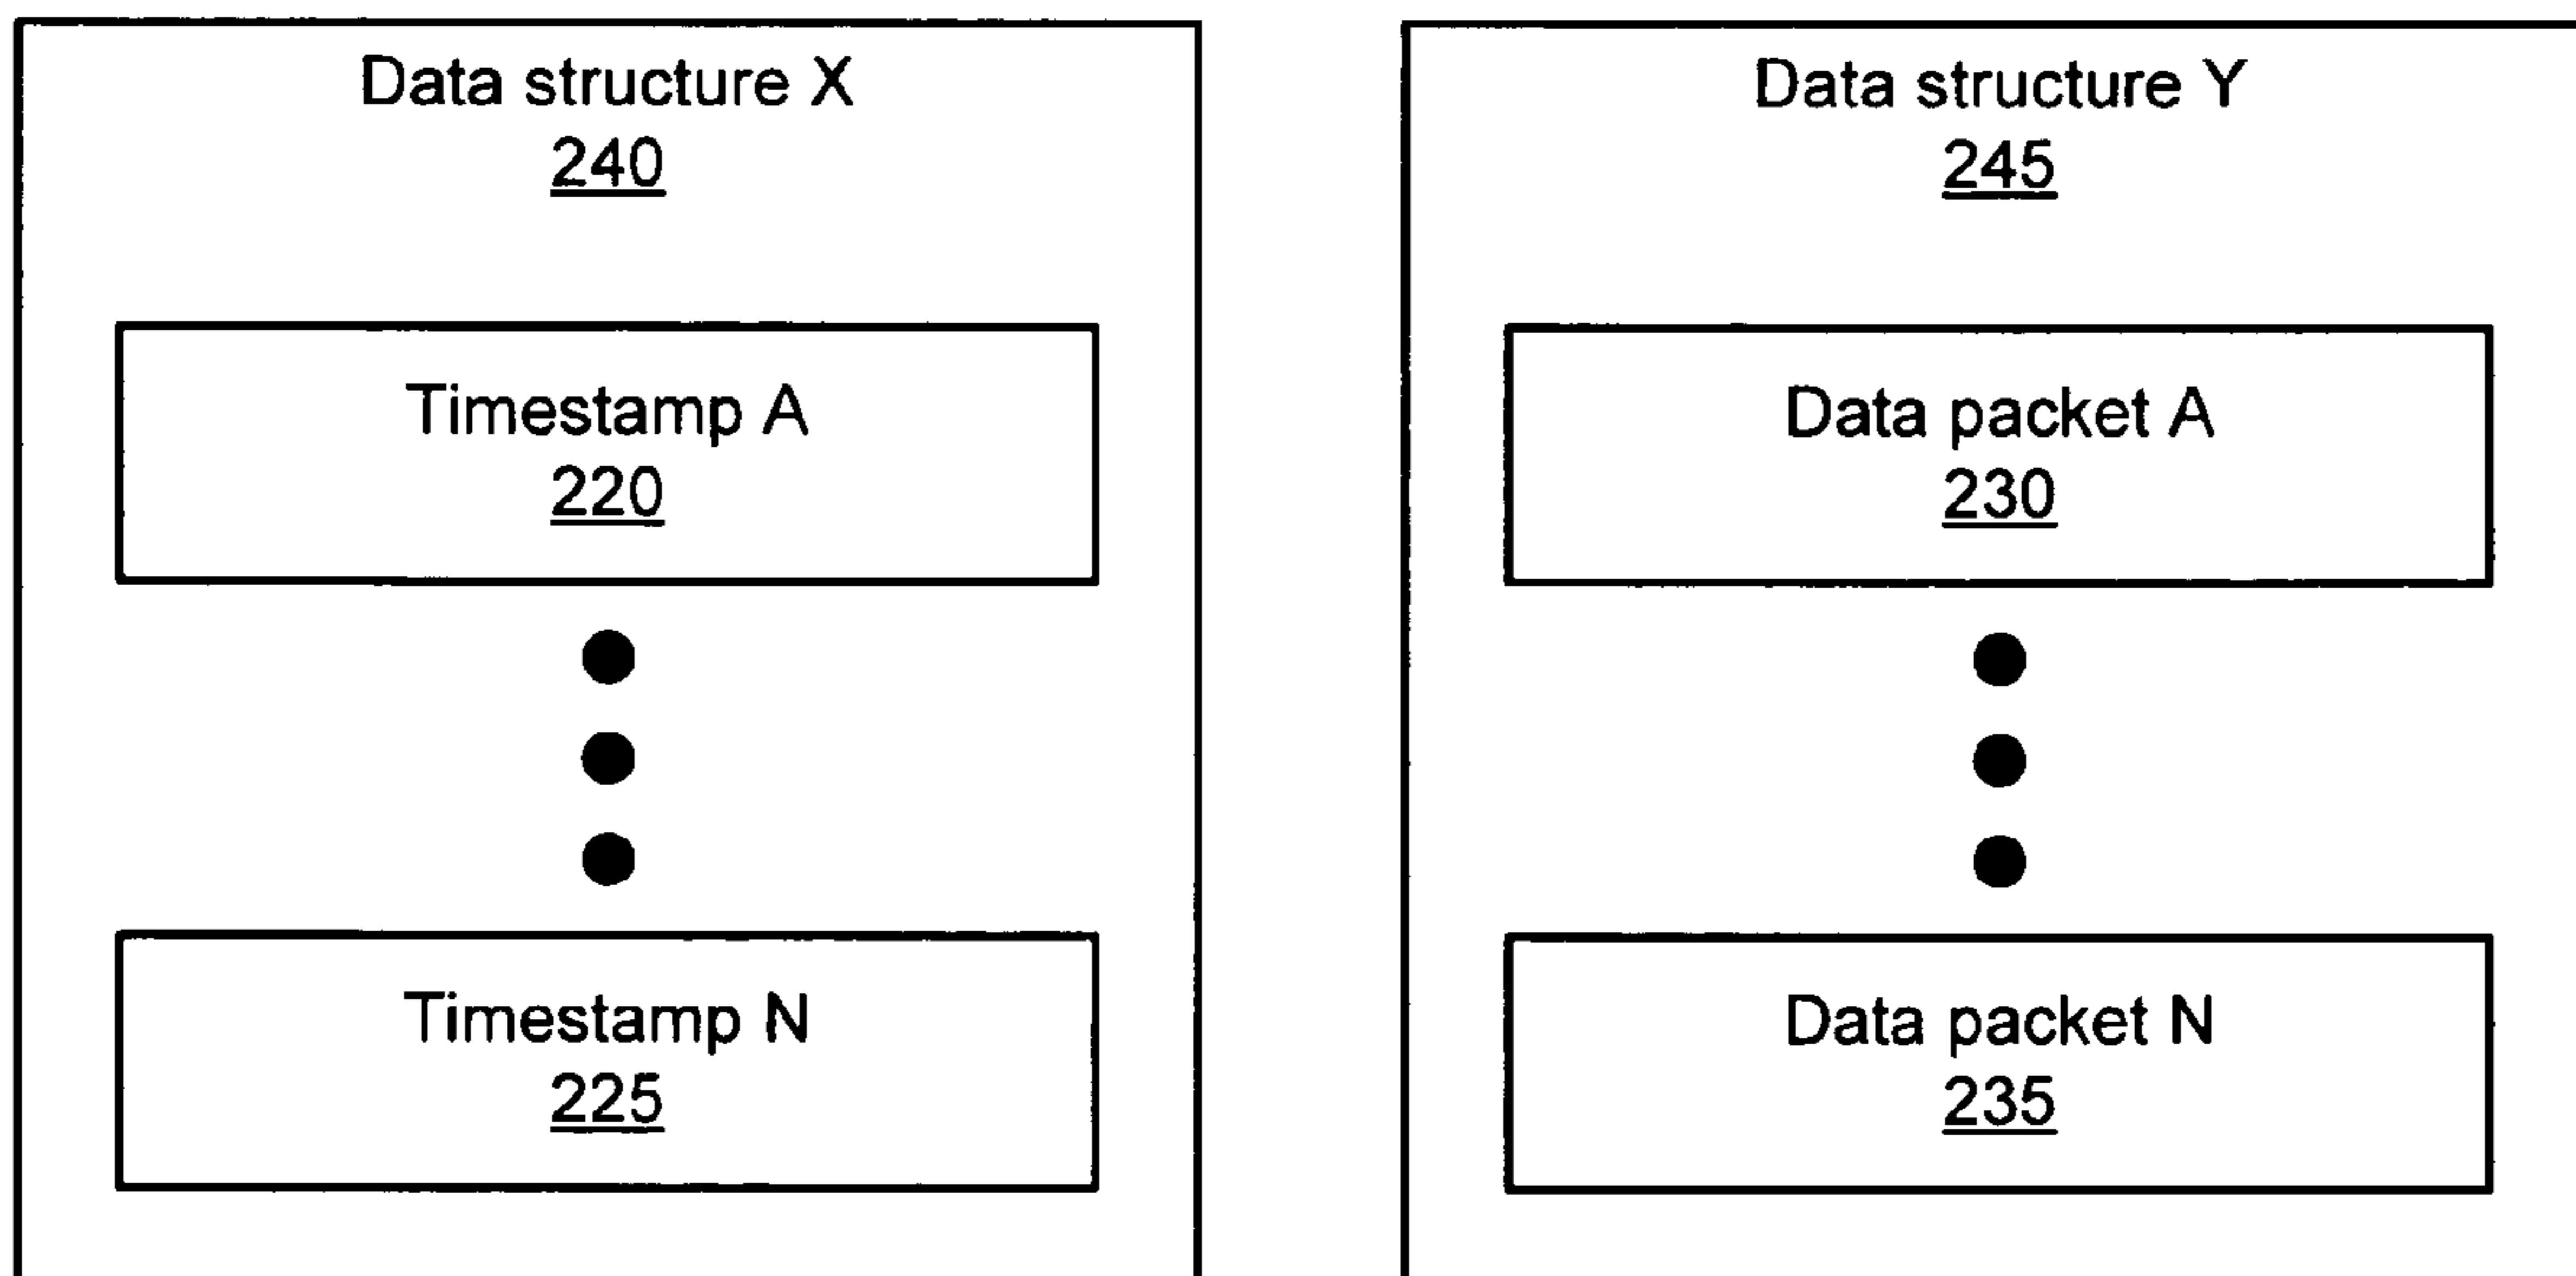 Data structure X
240
Timestamp A
220
Timestamp N
225
Data structure Y
245
Data packet A
230
Data packet N
235